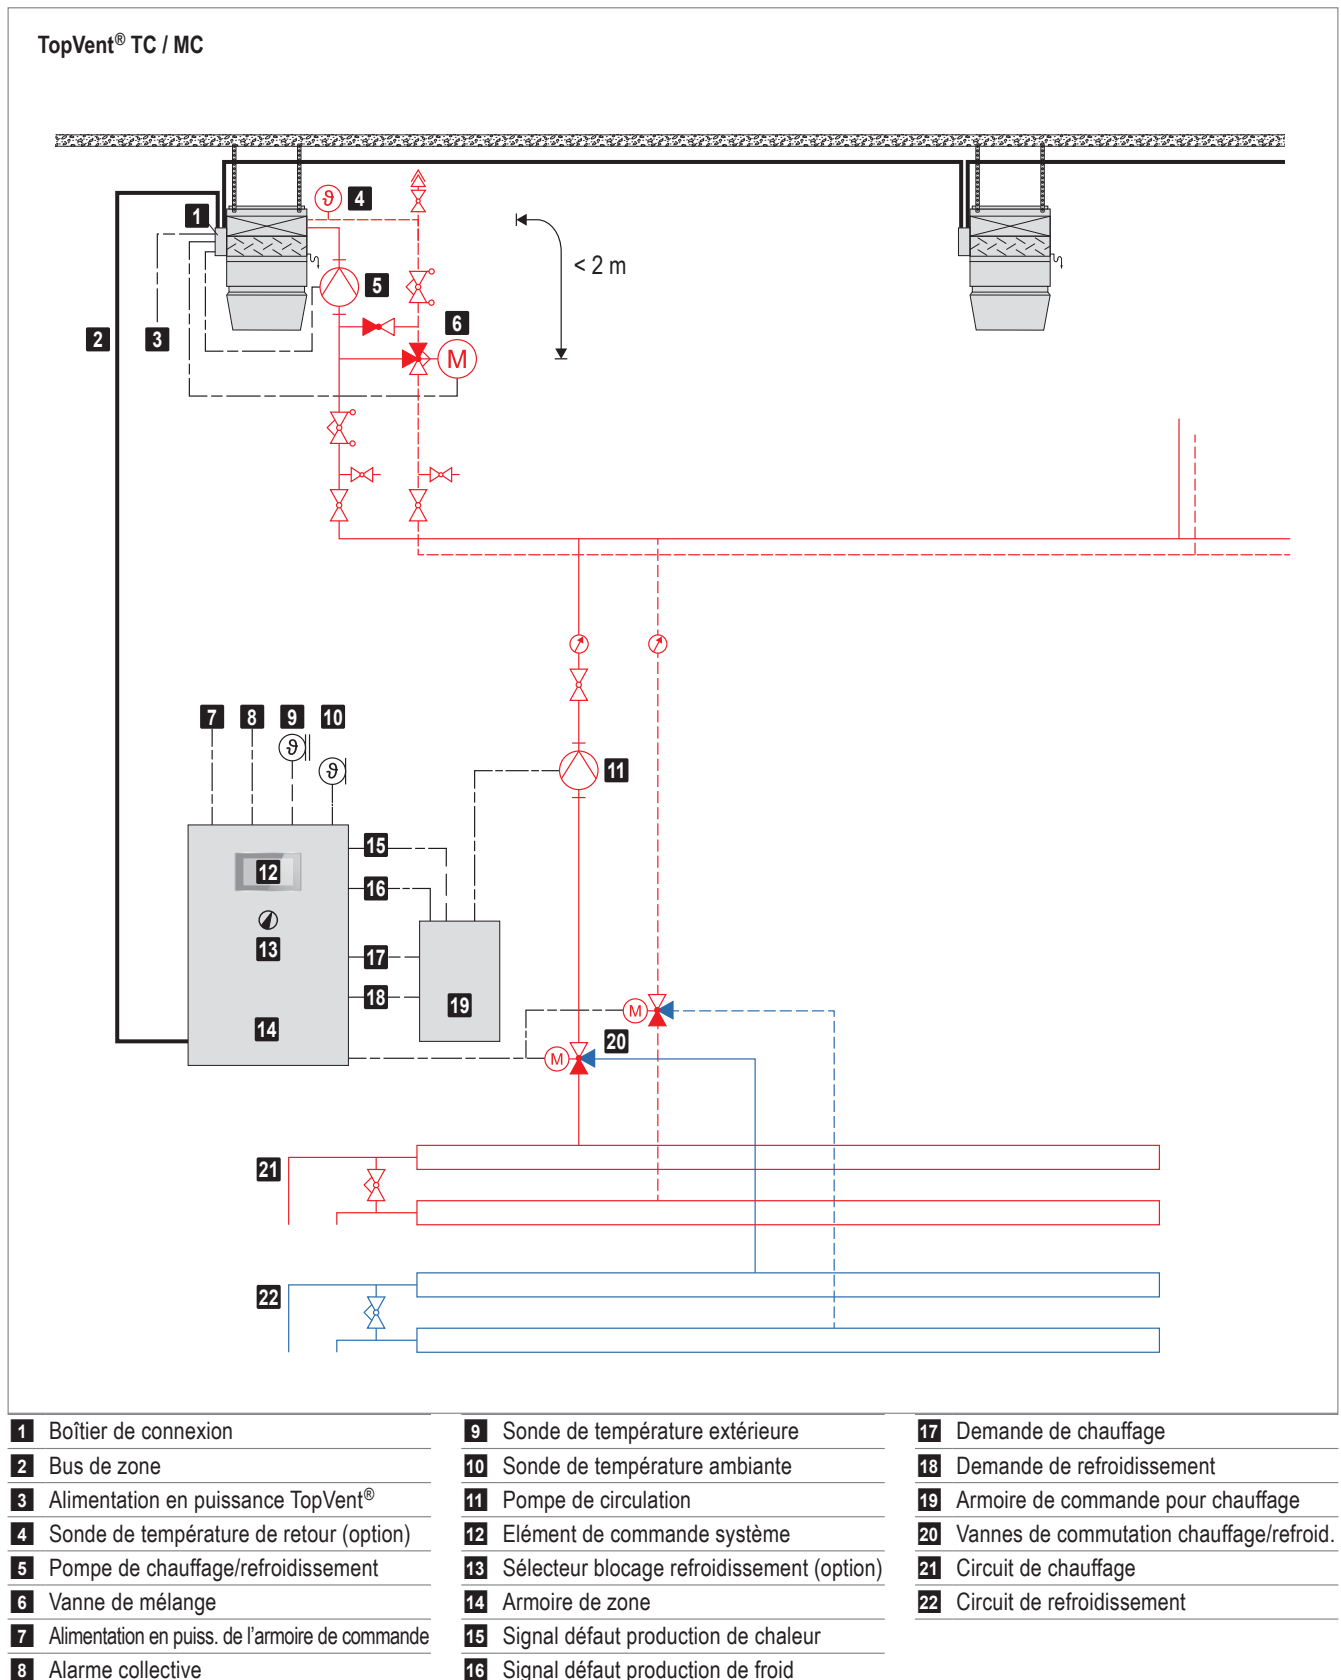 TopVent® TC / MC
4
1
< 2 m
5
6
2
3
M
7
8
9
10
11
15
12
16
13
17
18
19
14
M
20
M
21
22
1 Boîtier de connexion
2 Bus de zone
3 Alimentation en puissance TopVent®
4 Sonde de température de retour (option)
5 Pompe de chauffage/refroidissement
6 Vanne de mélange
7 Alimentation en puiss. de l'armoire de commande
8 Alarme collective
9 Sonde de température extérieure
10 Sonde de température ambiante
11 Pompe de circulation
12 Elément de commande système
13 Sélecteur blocage refroidissement (option)
14 Armoire de zone
15 Signal défaut production de chaleur
16 Signal défaut production de froid
17 Demande de chauffage
18 Demande de refroidissement
19 Armoire de commande pour chauffage
20 Vannes de commutation chauffage/refroid.
21 Circuit de chauffage
22 Circuit de refroidissement